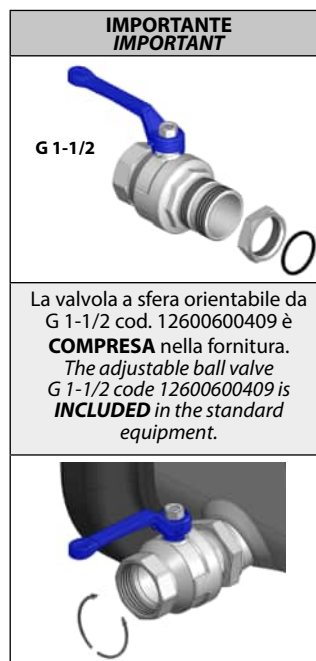 IMPORTANTE
IMPORTANT
G 1-1/2
La valvola a sfera orientabile da
G 1-1/2 cod. 12600600409 è
COMPRESA nella fornitura.
The adjustable ball valve
G 1-1/2 code 12600600409 is
INCLUDED in the standard
equipment.